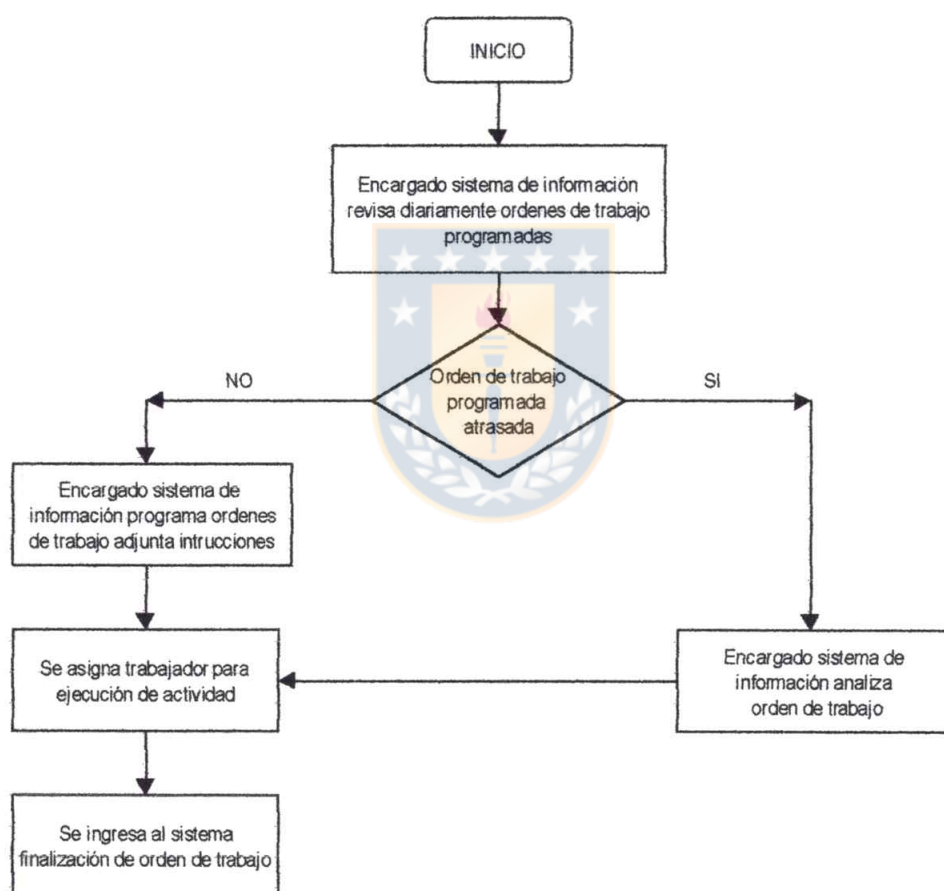 INICIO
Encargado sistema de información
revisa diariamente ordenes de trabajo
programadas
Orden de trabajo
programada
atrasada
NO
SI
Encargado sistema de
información programa ordenes
de trabajo adjunta intrucciones
Se asigna trabajador para
ejecución de actividad
Encargado sistema de
información analiza
orden de trabajo
Se ingresa al sistema
finalización de orden de trabajo